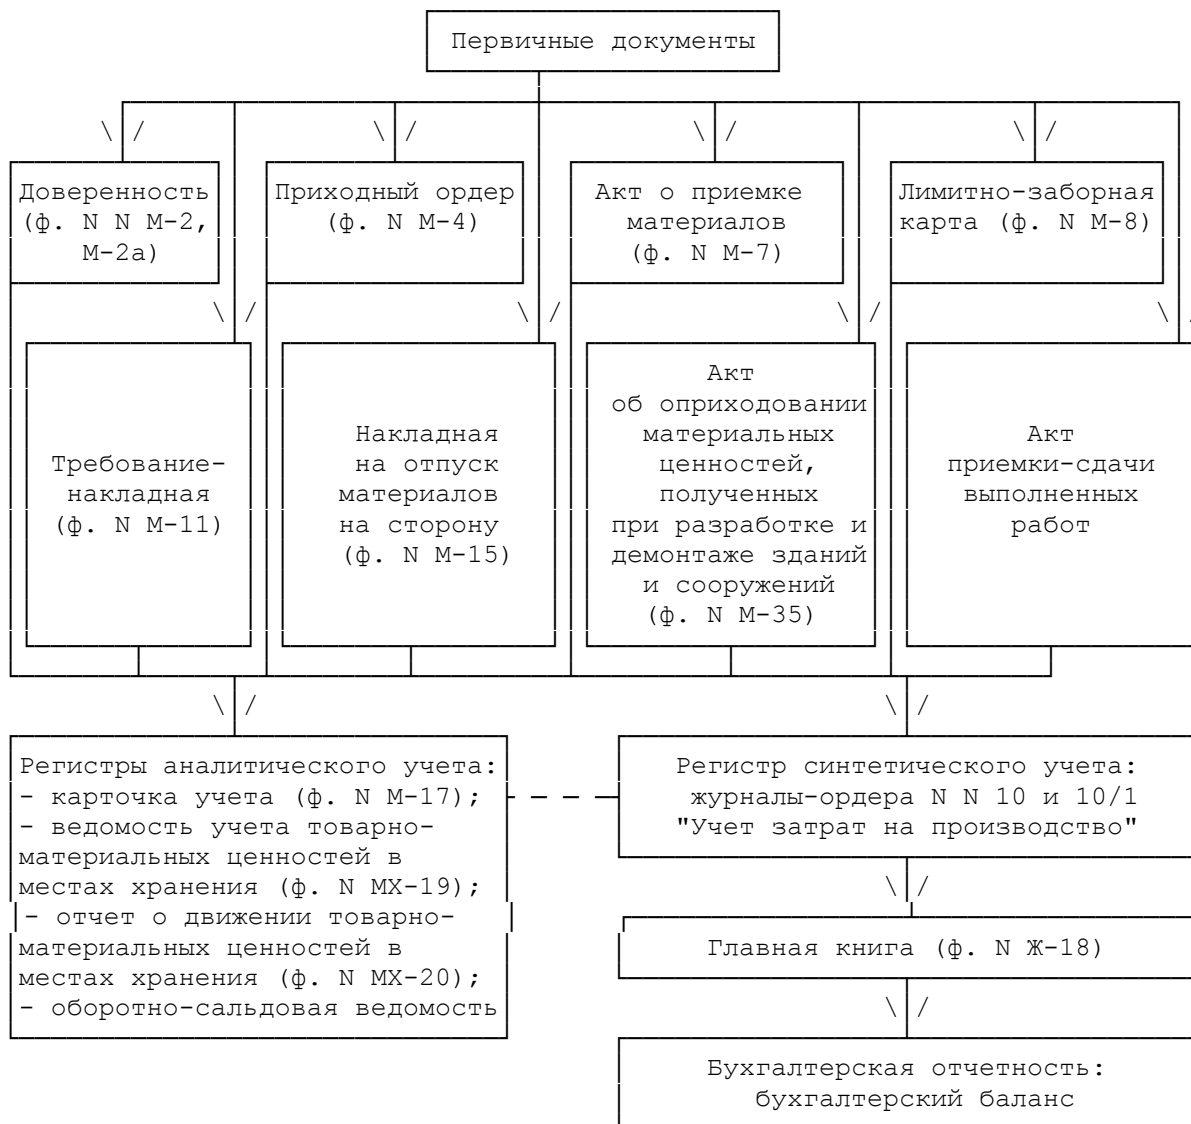 Первичные документы
Доверенность
(ф. N N М-2,
М-2а)
Приходный ордер
(ф. N М-4)
Акт о приемке
материалов
(ф. N М-7)
Лимитно-заборная
карта (ф. N М-8)
Требование-
накладная
(ф. N М-11)
Накладная
на отпуск
материалов
на сторону
(ф. N М-15)
Акт
об оприходовании
материальных
ценностей,
полученных
при разработке и
демонтаже зданий
и сооружений
(ф. N М-35)
Акт
приемки-сдачи
выполненных
работ
Регистры аналитического учета:
- карточка учета (ф. N М-17);
- ведомость учета товарно-
материальных ценностей в
местах хранения (ф. N МХ-19);
- отчет о движении товарно-
материальных ценностей в
местах хранения (ф. N МХ-20);
- оборотно-сальдовая ведомость
Регистр синтетического учета:
журналы-ордера N N 10 и 10/1
"Учет затрат на производство"
Главная книга (ф. N Ж-18)
Бухгалтерская отчетность:
бухгалтерский баланс